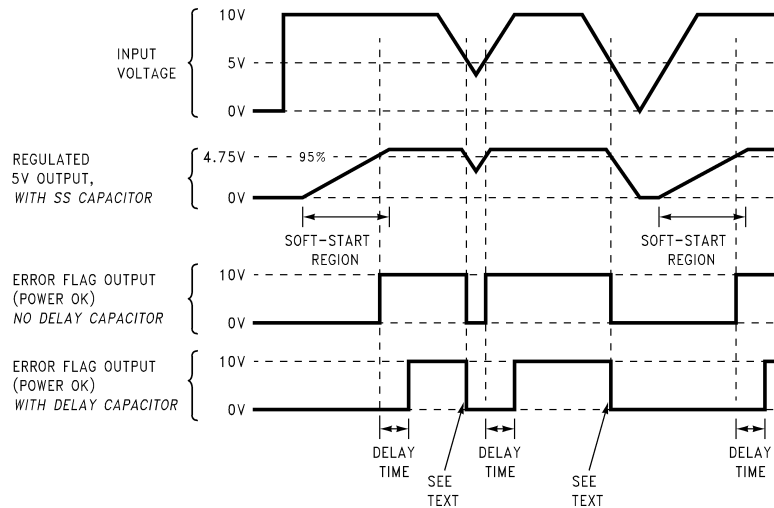 INPUT
VOLTAGE
10V
5V
0V
REGULATED
5V OUTPUT,
WITH SS CAPACITOR
4.75V
95%
0V
SOFT-START
REGION
SOFT-START
REGION
ERROR FLAG OUTPUT
(POWER OK)
NO DELAY CAPACITOR
10V
0V
ERROR FLAG OUTPUT
(POWER OK)
WITH DELAY CAPACITOR
10V
0V
DELAY
TIME
SEE
TEXT
DELAY
TIME
SEE
TEXT
DELAY
TIME